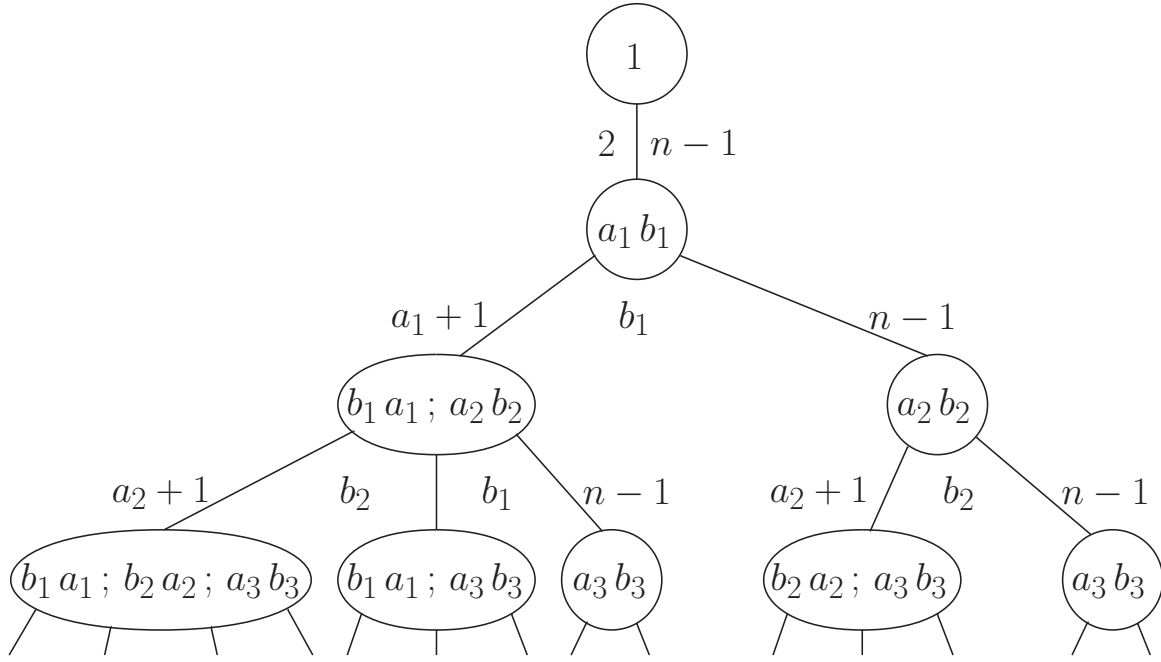 1
2 n − 1
a₁ b₁
a₁ + 1 b₁ n − 1
b₁ a₁ ; a₂ b₂ a₂ b₂
a₂ + 1 b₂ b₁ n − 1 a₂ + 1 b₂ n − 1
b₁ a₁ ; b₂ a₂ ; a₃ b₃ b₁ a₁ ; a₃ b₃ a₃ b₃ b₂ a₂ ; a₃ b₃ a₃ b₃